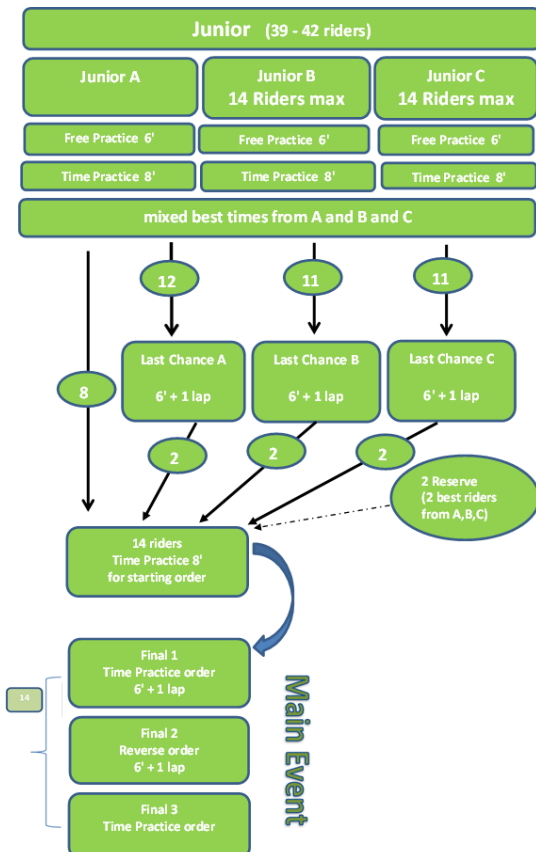 Junior (39 - 42 riders)
Junior A
Junior B
14 Riders max
Junior C
14 Riders max
Free Practice 6'
Free Practice 6'
Free Practice 6'
Time Practice 8'
Time Practice 8'
Time Practice 8'
mixed best times from A and B and C
12
11
11
Last Chance A
6' + 1 lap
Last Chance B
6' + 1 lap
Last Chance C
6' + 1 lap
8
2
2
2
2 Reserve
(2 best riders
from A,B,C)
14 riders
Time Practice 8'
for starting order
Final 1
Time Practice order
6' + 1 lap
14
Final 2
Reverse order
6' + 1 lap
Final 3
Time Practice order
Main Event